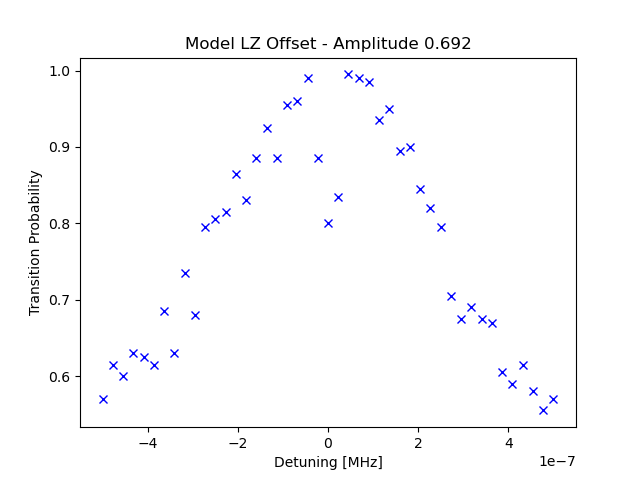 Model LZ Offset - Amplitude 0.692
1.0
0.9
0.8
0.7
0.6
Transition Probability
−4
−2
0
2
4
1e−7
Detuning [MHz]